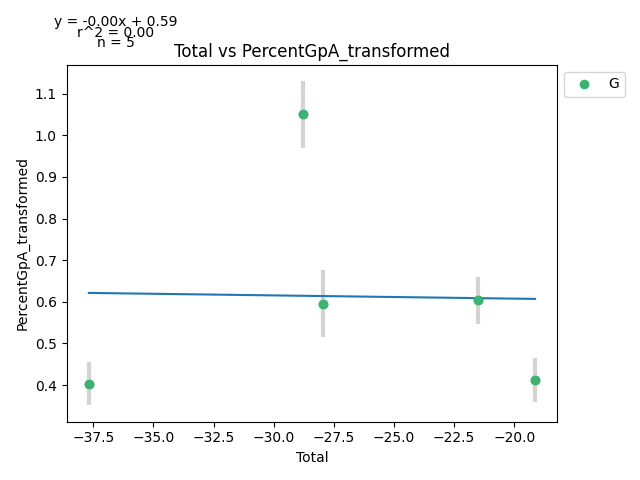 y = -0.00x + 0.59
r^2 = 0.00
n = 5
Total vs PercentGpA_transformed
G
PercentGpA_transformed
1.1
1.0
0.9
0.8
0.7
0.6
0.5
0.4
−37.5 −35.0 −32.5 −30.0 −27.5 −25.0 −22.5 −20.0
Total